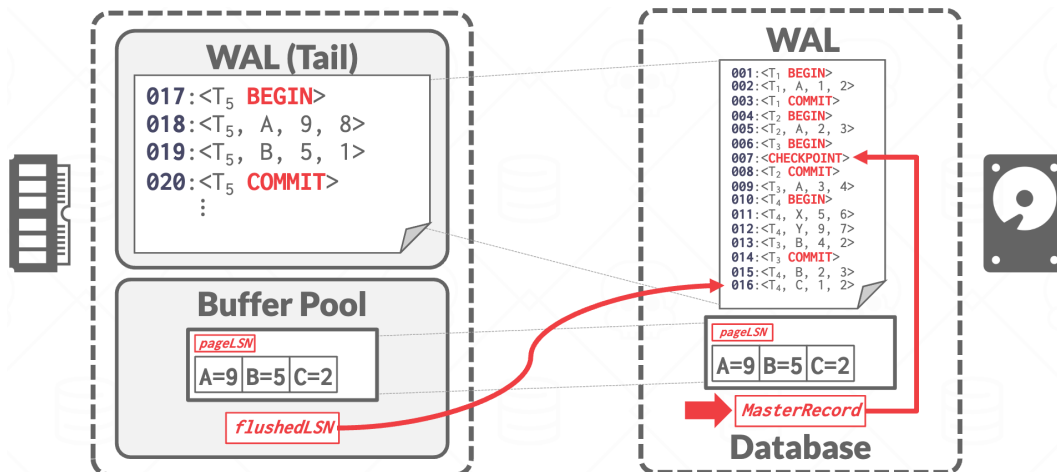 WAL (Tail)
017:<T5 BEGIN>
018:<T5, A, 9, 8>
019:<T5, B, 5, 1>
020:<T5 COMMIT>
⋮
Buffer Pool
pageLSN
A=9 B=5 C=2
flushedLSN
WAL
001:<T1 BEGIN>
002:<T1, A, 1, 2>
003:<T1 COMMIT>
004:<T2 BEGIN>
005:<T2, A, 2, 3>
006:<T3 BEGIN>
007:<CHECKPOINT>
008:<T2 COMMIT>
009:<T3, A, 3, 4>
010:<T4 BEGIN>
011:<T4, X, 5, 6>
012:<T4, Y, 9, 7>
013:<T3, B, 4, 2>
014:<T3 COMMIT>
015:<T4, B, 2, 3>
016:<T4, C, 1, 2>
pageLSN
A=9 B=5 C=2
MasterRecord
Database